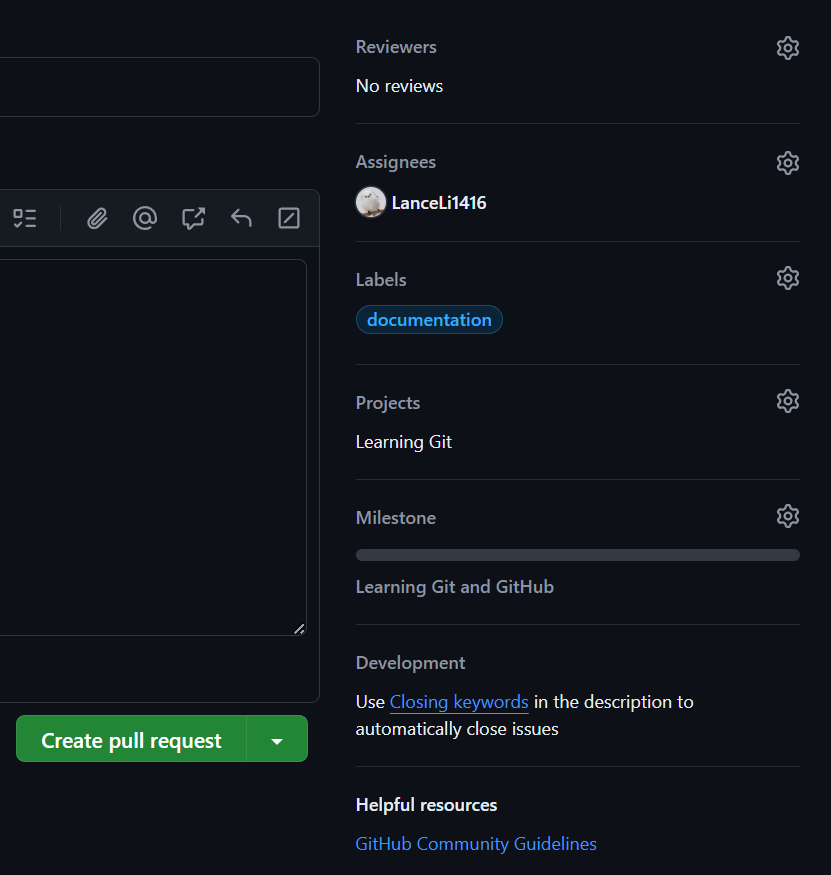 Reviewers
No reviews
Assignees
LanceLi1416
Labels
documentation
Projects
Learning Git
Milestone
Learning Git and GitHub
Development
Use Closing keywords in the description to
automatically close issues
Create pull request
Helpful resources
GitHub Community Guidelines